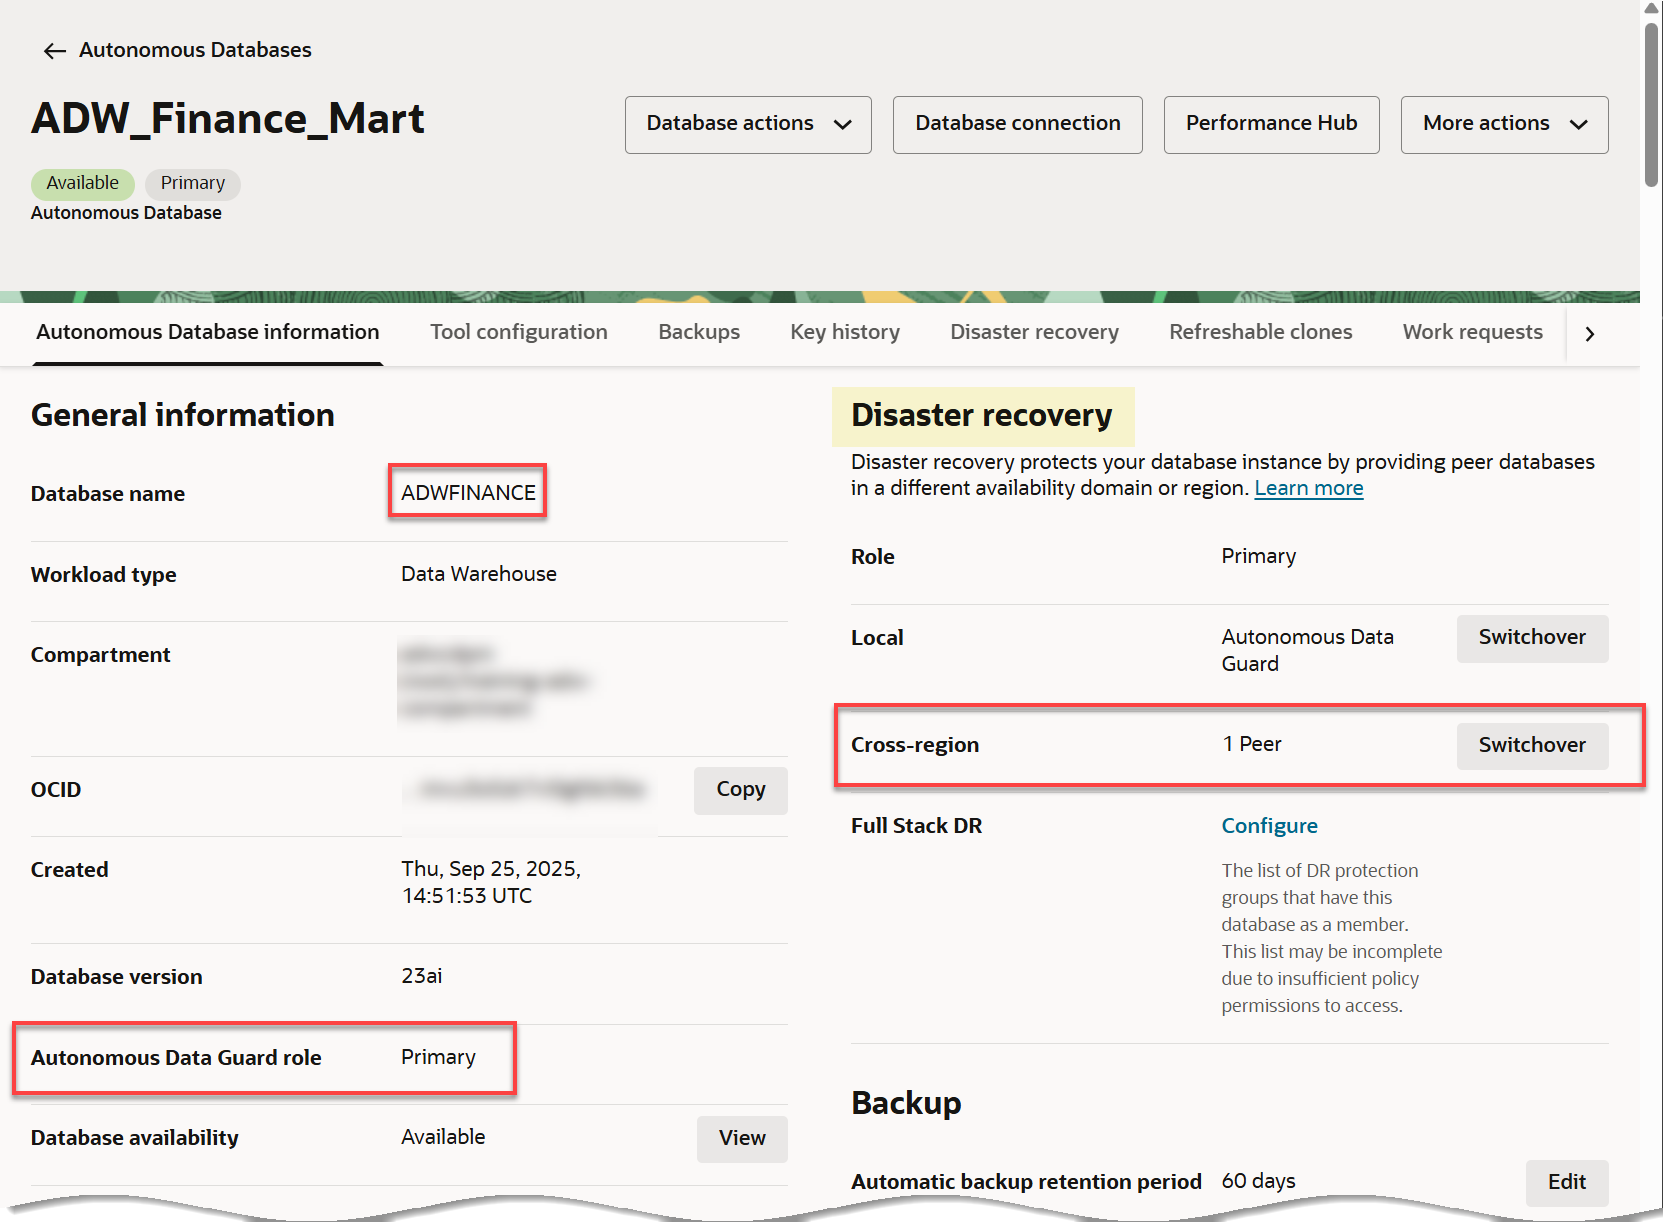 Autonomous Databases
ADW_Finance_Mart
Database actions
Database connection
Performance Hub
More actions
Available
Primary
Autonomous Database
Autonomous Database information
Tool configuration
Backups
Key history
Disaster recovery
Refreshable clones
Work requests
General information
Database name
ADWFINANCE
Workload type
Data Warehouse
Compartment
OCID
Copy
Created
Thu, Sep 25, 2025,
14:51:53 UTC
Database version
23ai
Autonomous Data Guard role
Primary
Database availability
Available
View
Disaster recovery
Disaster recovery protects your database instance by providing peer databases
in a different availability domain or region. Learn more
Role
Primary
Local
Autonomous Data
Guard
Switchover
Cross-region
1 Peer
Switchover
Full Stack DR
Configure
The list of DR protection
groups that have this
database as a member.
This list may be incomplete
due to insufficient policy
permissions to access.
Backup
Automatic backup retention period
60 days
Edit